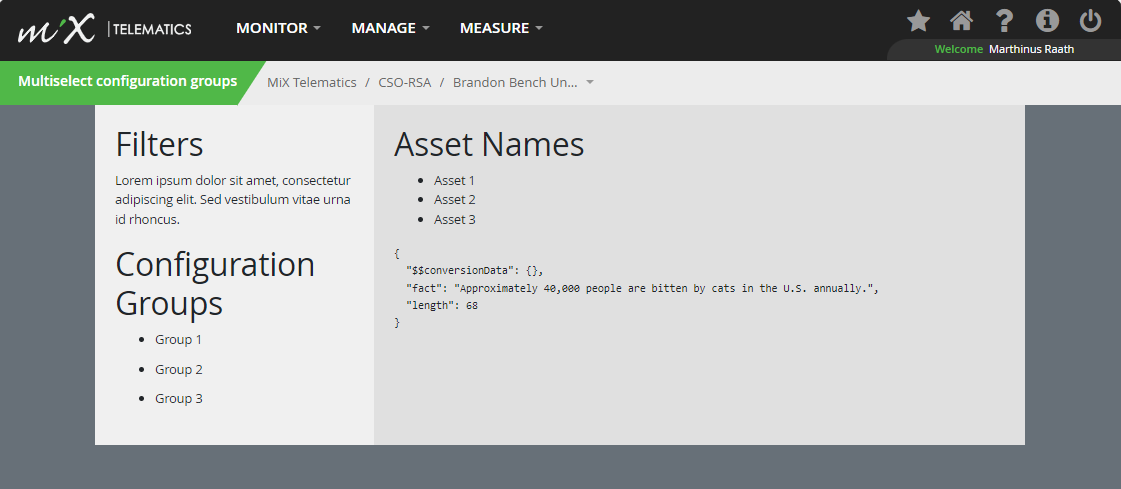 miX TELEMATICS
MONITOR
MANAGE
MEASURE
Welcome Marthinus Raath
Multiselect configuration groups
MiX Telematics / CSO-RSA / Brandon Bench Un...
Filters
Lorem ipsum dolor sit amet, consectetur
adipiscing elit. Sed vestibulum vitae urna
id rhoncus.
Configuration
Groups
• Group 1
• Group 2
• Group 3
Asset Names
• Asset 1
• Asset 2
• Asset 3
{
  "$$conversionData": {},
  "fact": "Approximately 40,000 people are bitten by cats in the U.S. annually.",
  "length": 68
}